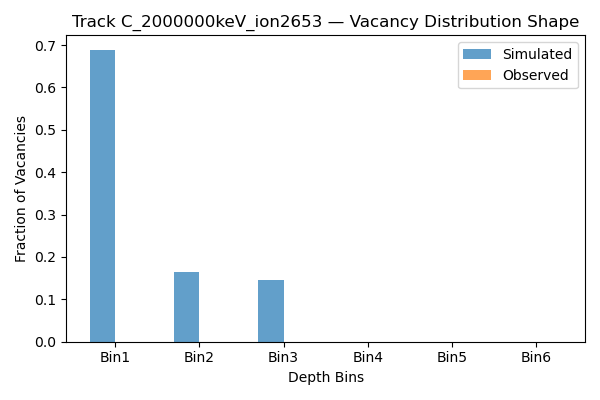 Track C_2000000keV_ion2653 — Vacancy Distribution Shape
Simulated
Observed
Fraction of Vacancies
0.7
0.6
0.5
0.4
0.3
0.2
0.1
0.0
Bin1 Bin2 Bin3 Bin4 Bin5 Bin6
Depth Bins